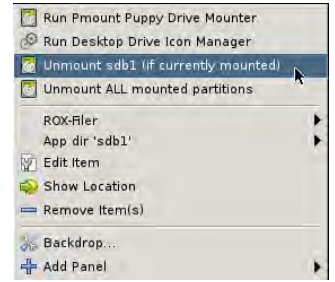 Run Pmount Puppy Drive Mounter
Run Desktop Drive Icon Manager
Unmount sdb1 (if currently mounted)
Unmount ALL mounted partitions
ROX-Filer
App dir 'sdb1'
Edit Item
Show Location
Remove Item(s)
Backdrop...
Add Panel